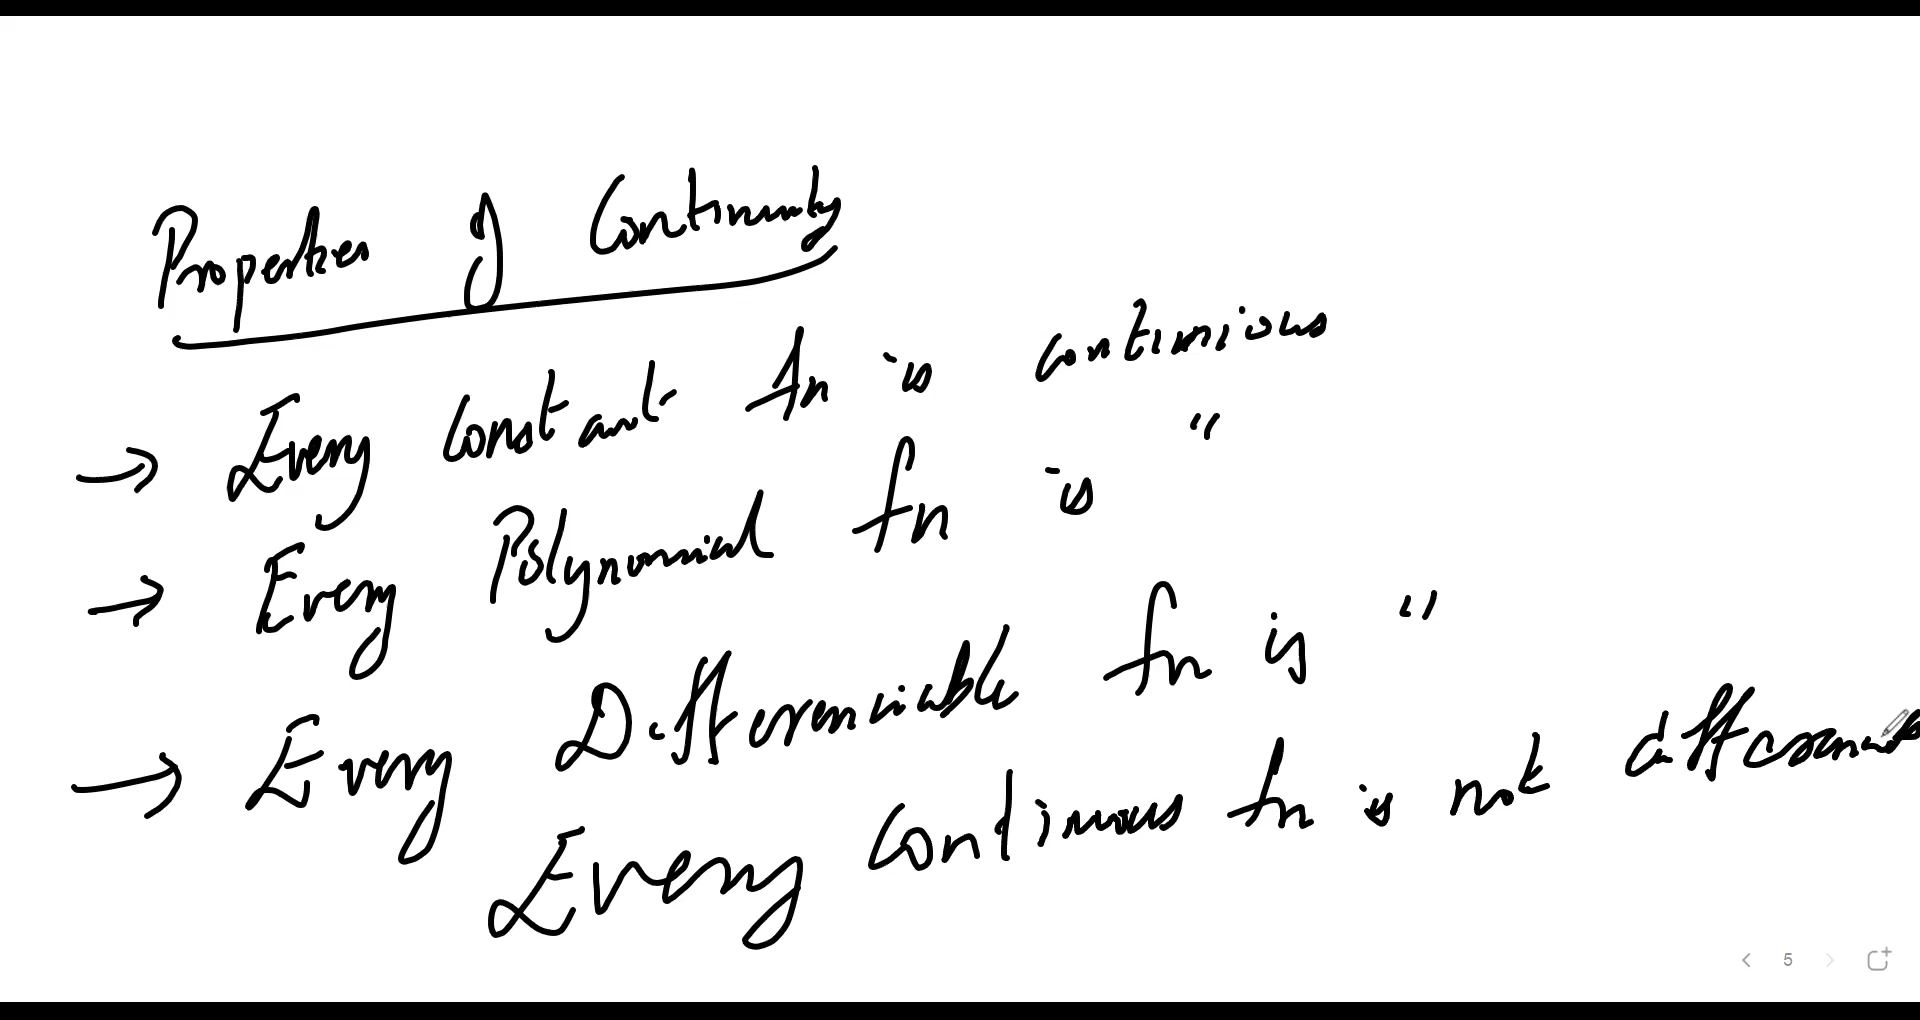 Properties of Continuity
→ Every constant fn is continuous
→ Every Polynomial fn is "
→ Every Differentiable fn is "
Every continuous fn is not
5